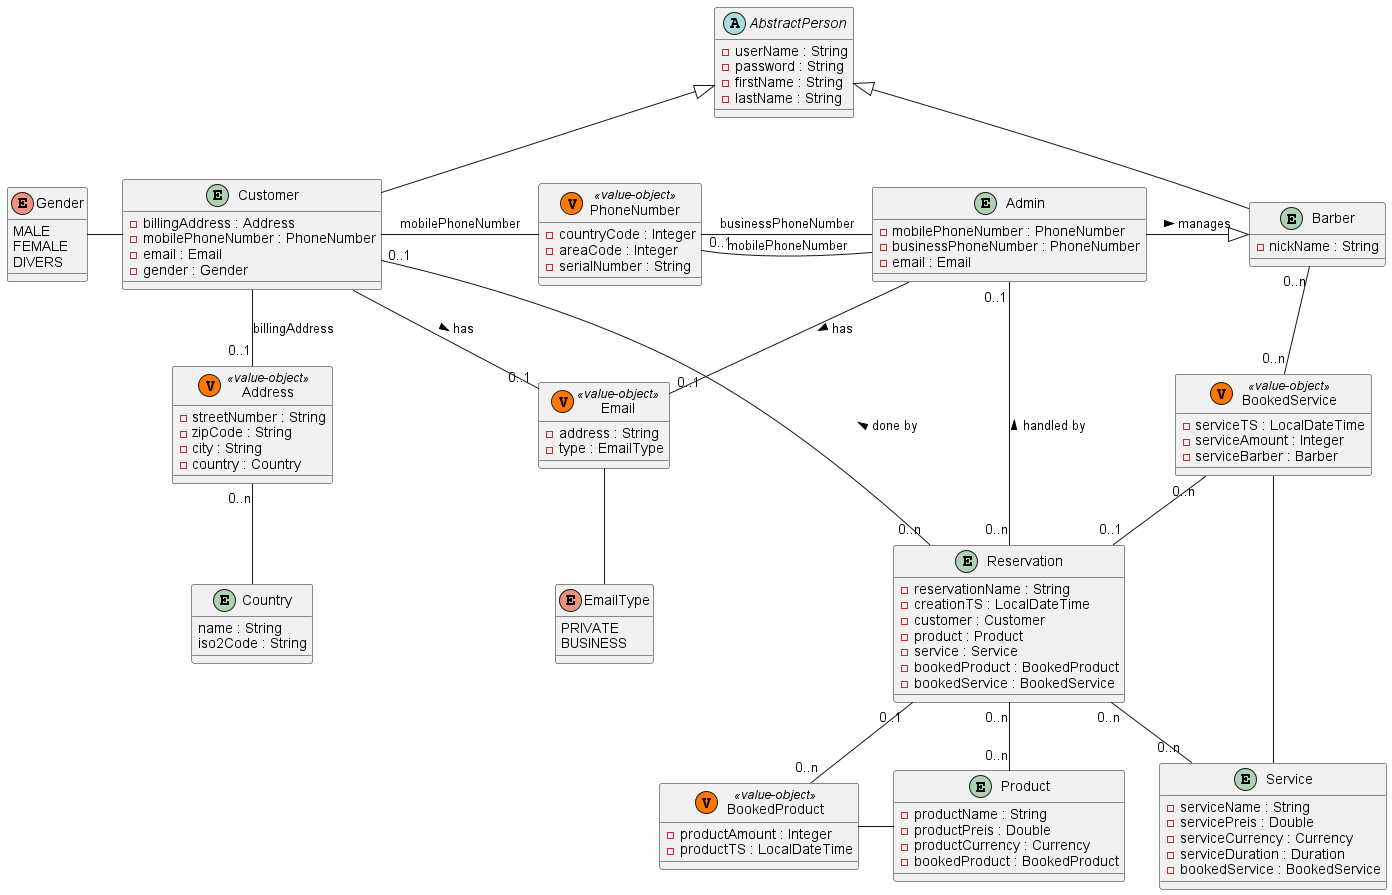 A AbstractPerson
userName : String
password : String
firstName : String
lastName : String
E Gender
MALE
FEMALE
DIVERS
E Customer
billingAddress : Address
mobilePhoneNumber : PhoneNumber
email : Email
gender : Gender
mobilePhoneNumber
0..1
V «value-object»
PhoneNumber
countryCode : Integer
areaCode : Integer
serialNumber : String
businessPhoneNumber
0..1
mobilePhoneNumber
E Admin
mobilePhoneNumber : PhoneNumber
businessPhoneNumber : PhoneNumber
email : Email
manages
E Barber
nickName : String
0..n
0..n
billingAddress
0..1
has
0..1
has
0..1
0..1
V «value-object»
Address
streetNumber : String
zipCode : String
city : String
country : Country
0..n
V «value-object»
Email
address : String
type : EmailType
done by
0..n
handled by
0..n
V «value-object»
BookedService
serviceTS : LocalDateTime
serviceAmount : Integer
serviceBarber : Barber
0..n
0..1
E Country
name : String
iso2Code : String
E EmailType
PRIVATE
BUSINESS
E Reservation
reservationName : String
creationTS : LocalDateTime
customer : Customer
product : Product
service : Service
bookedProduct : BookedProduct
bookedService : BookedService
0..1
0..n
0..n
0..n
0..n
0..n
V «value-object»
BookedProduct
productAmount : Integer
productTS : LocalDateTime
E Product
productName : String
productPreis : Double
productCurrency : Currency
bookedProduct : BookedProduct
E Service
serviceName : String
servicePreis : Double
serviceCurrency : Currency
serviceDuration : Duration
bookedService : BookedService